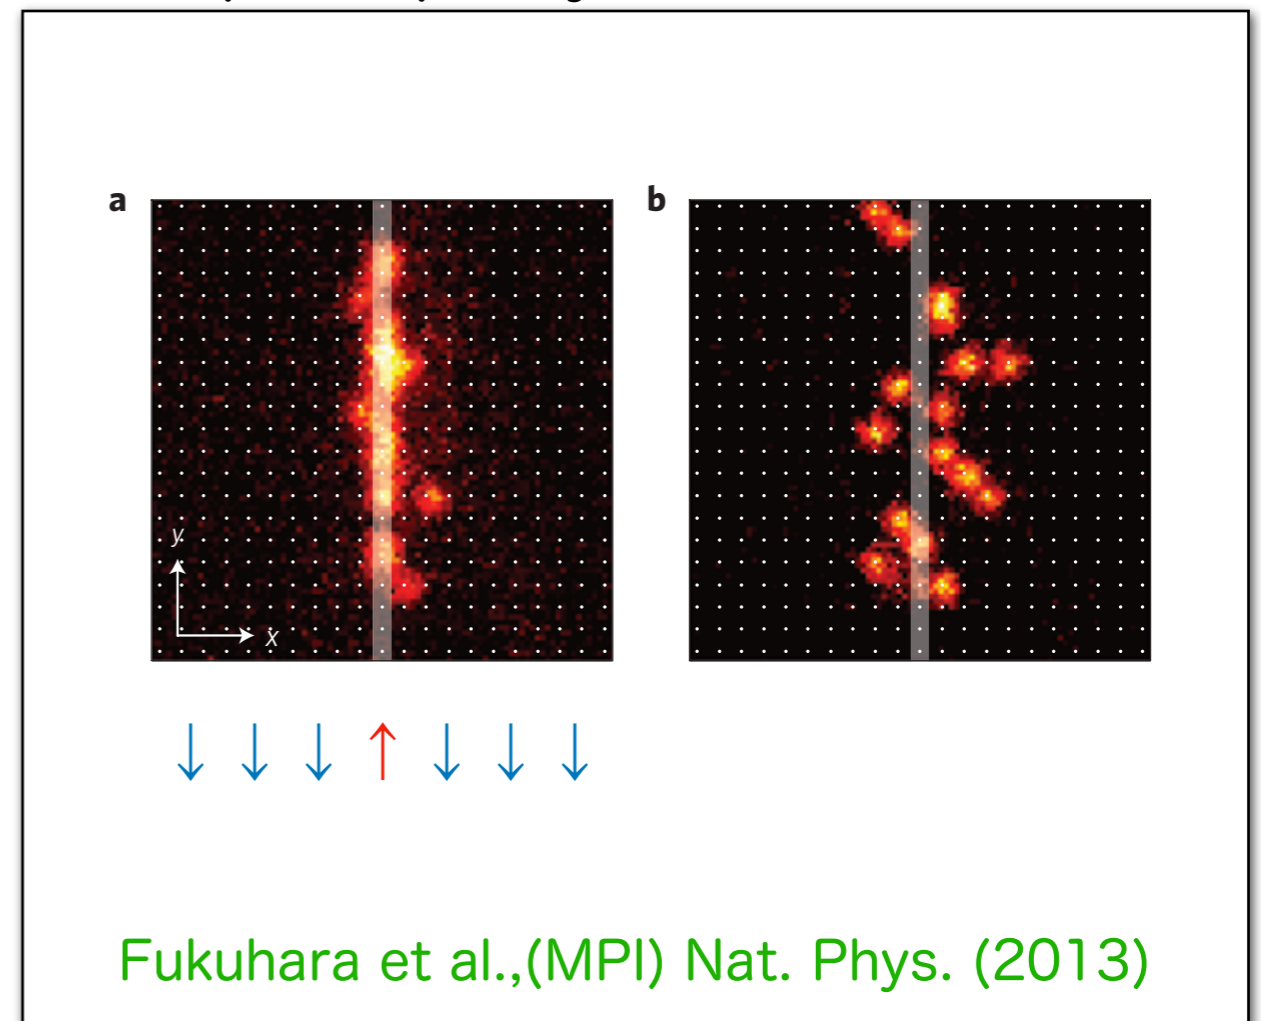 a b
y
x
Fukuhara et al.,(MPI) Nat. Phys. (2013)